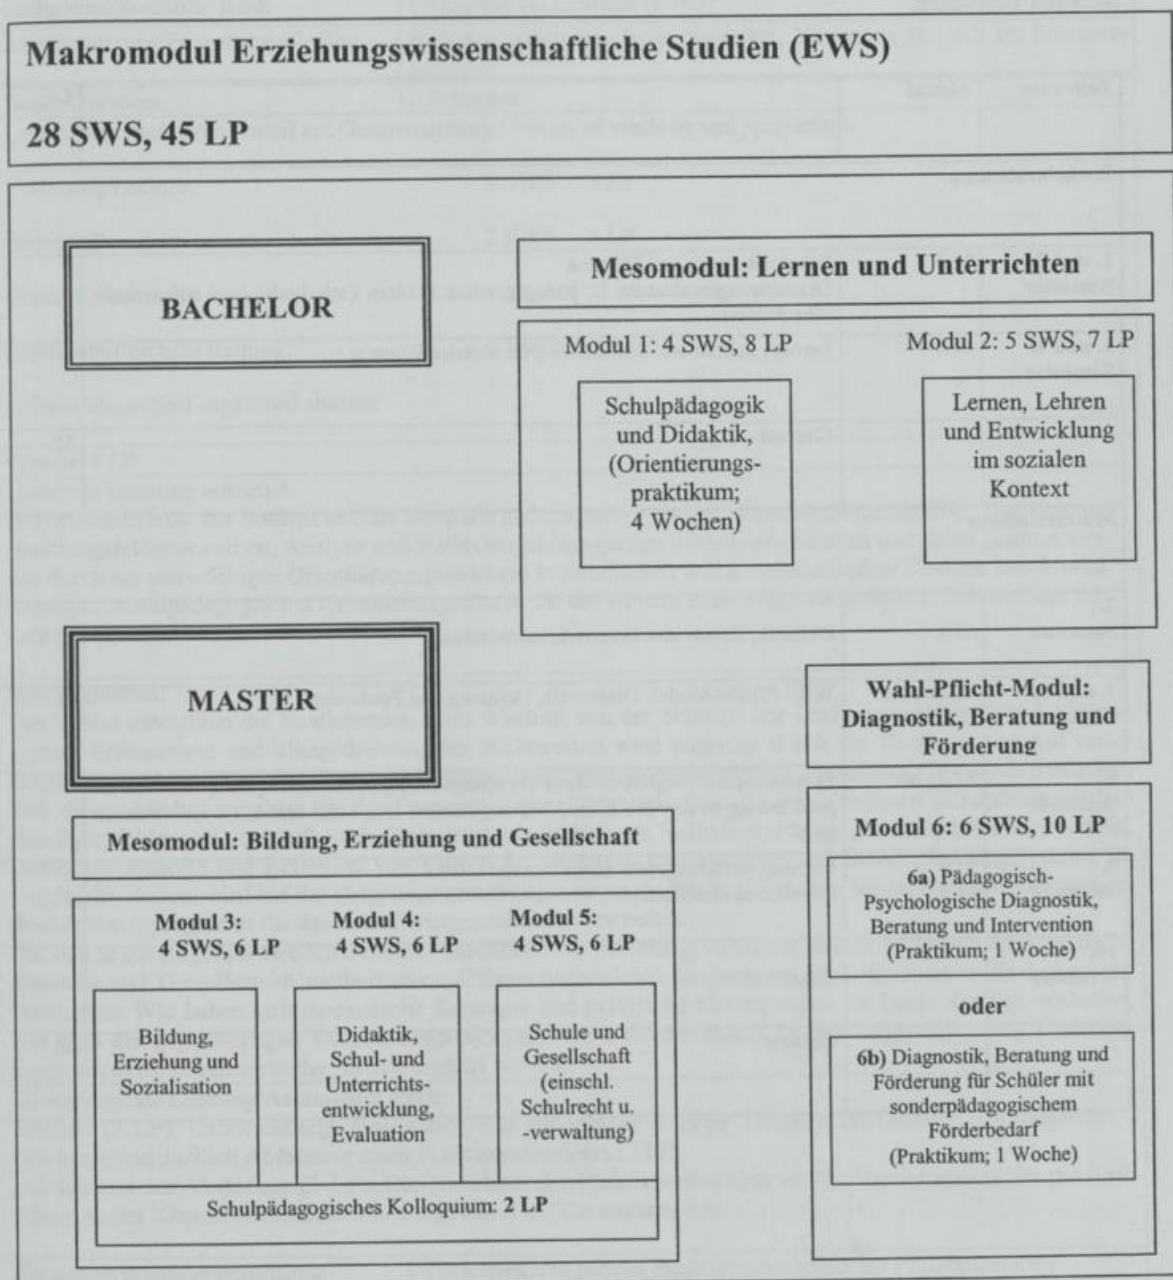 Makromodul Erziehungswissenschaftliche Studien (EWS)
28 SWS, 45 LP
BACHELOR
Mesomodul: Lernen und Unterrichten
Modul 1: 4 SWS, 8 LP
Schulpädagogik
und Didaktik,
(Orientierungs-
praktikum;
4 Wochen)
Modul 2: 5 SWS, 7 LP
Lernen, Lehren
und Entwicklung
im sozialen
Kontext
MASTER
Mesomodul: Bildung, Erziehung und Gesellschaft
Modul 3:
4 SWS, 6 LP
Modul 4:
4 SWS, 6 LP
Modul 5:
4 SWS, 6 LP
Bildung,
Erziehung und
Sozialisation
Didaktik,
Schul- und
Unterrichts-
entwicklung,
Evaluation
Schule und
Gesellschaft
(einschl.
Schulrecht u.
-verwaltung)
Schulpädagogisches Kolloquium: 2 LP
Wahl-Pflicht-Modul:
Diagnostik, Beratung und
Förderung
Modul 6: 6 SWS, 10 LP
6a) Pädagogisch-
Psychologische Diagnostik,
Beratung und Intervention
(Praktikum; 1 Woche)
oder
6b) Diagnostik, Beratung und
Förderung für Schüler mit
sonderpädagogischem
Förderbedarf
(Praktikum; 1 Woche)